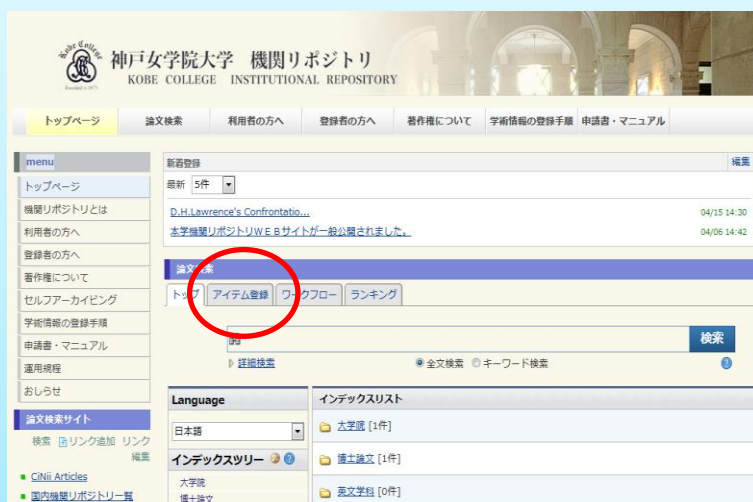 Kobe College
Founded in 1875
神戸女学院大学 機関リポジトリ
KOBE COLLEGE INSTITUTIONAL REPOSITORY
トップページ 論文検索 利用者の方へ 登録者の方へ 著作権について 学術情報の登録手順 申請書・マニュアル
menu
トップページ
機関リポジトリとは
利用者の方へ
登録者の方へ
著作権について
セルフアーカイビング
学術情報の登録手順
申請書・マニュアル
運用規程
おしらせ
論文検索サイト
検索 リンク追加 リンク
編集
CiNii Articles
国内機関リポジトリ一覧
新着登録 編集
最新 5件
D.H.Lawrence's Confrontatio... 04/15 14:30
本学機関リポジトリWEBサイトが一般公開されました。 04/06 14:42
論文検索
トップ アイテム登録 ワークフロー ランキング
検索
詳細検索 全文検索 キーワード検索
Language
日本語
インデックスツリー
大学院
博士論文
インデックスリスト
大学院 [1件]
博士論文 [1件]
英文学科 [0件]